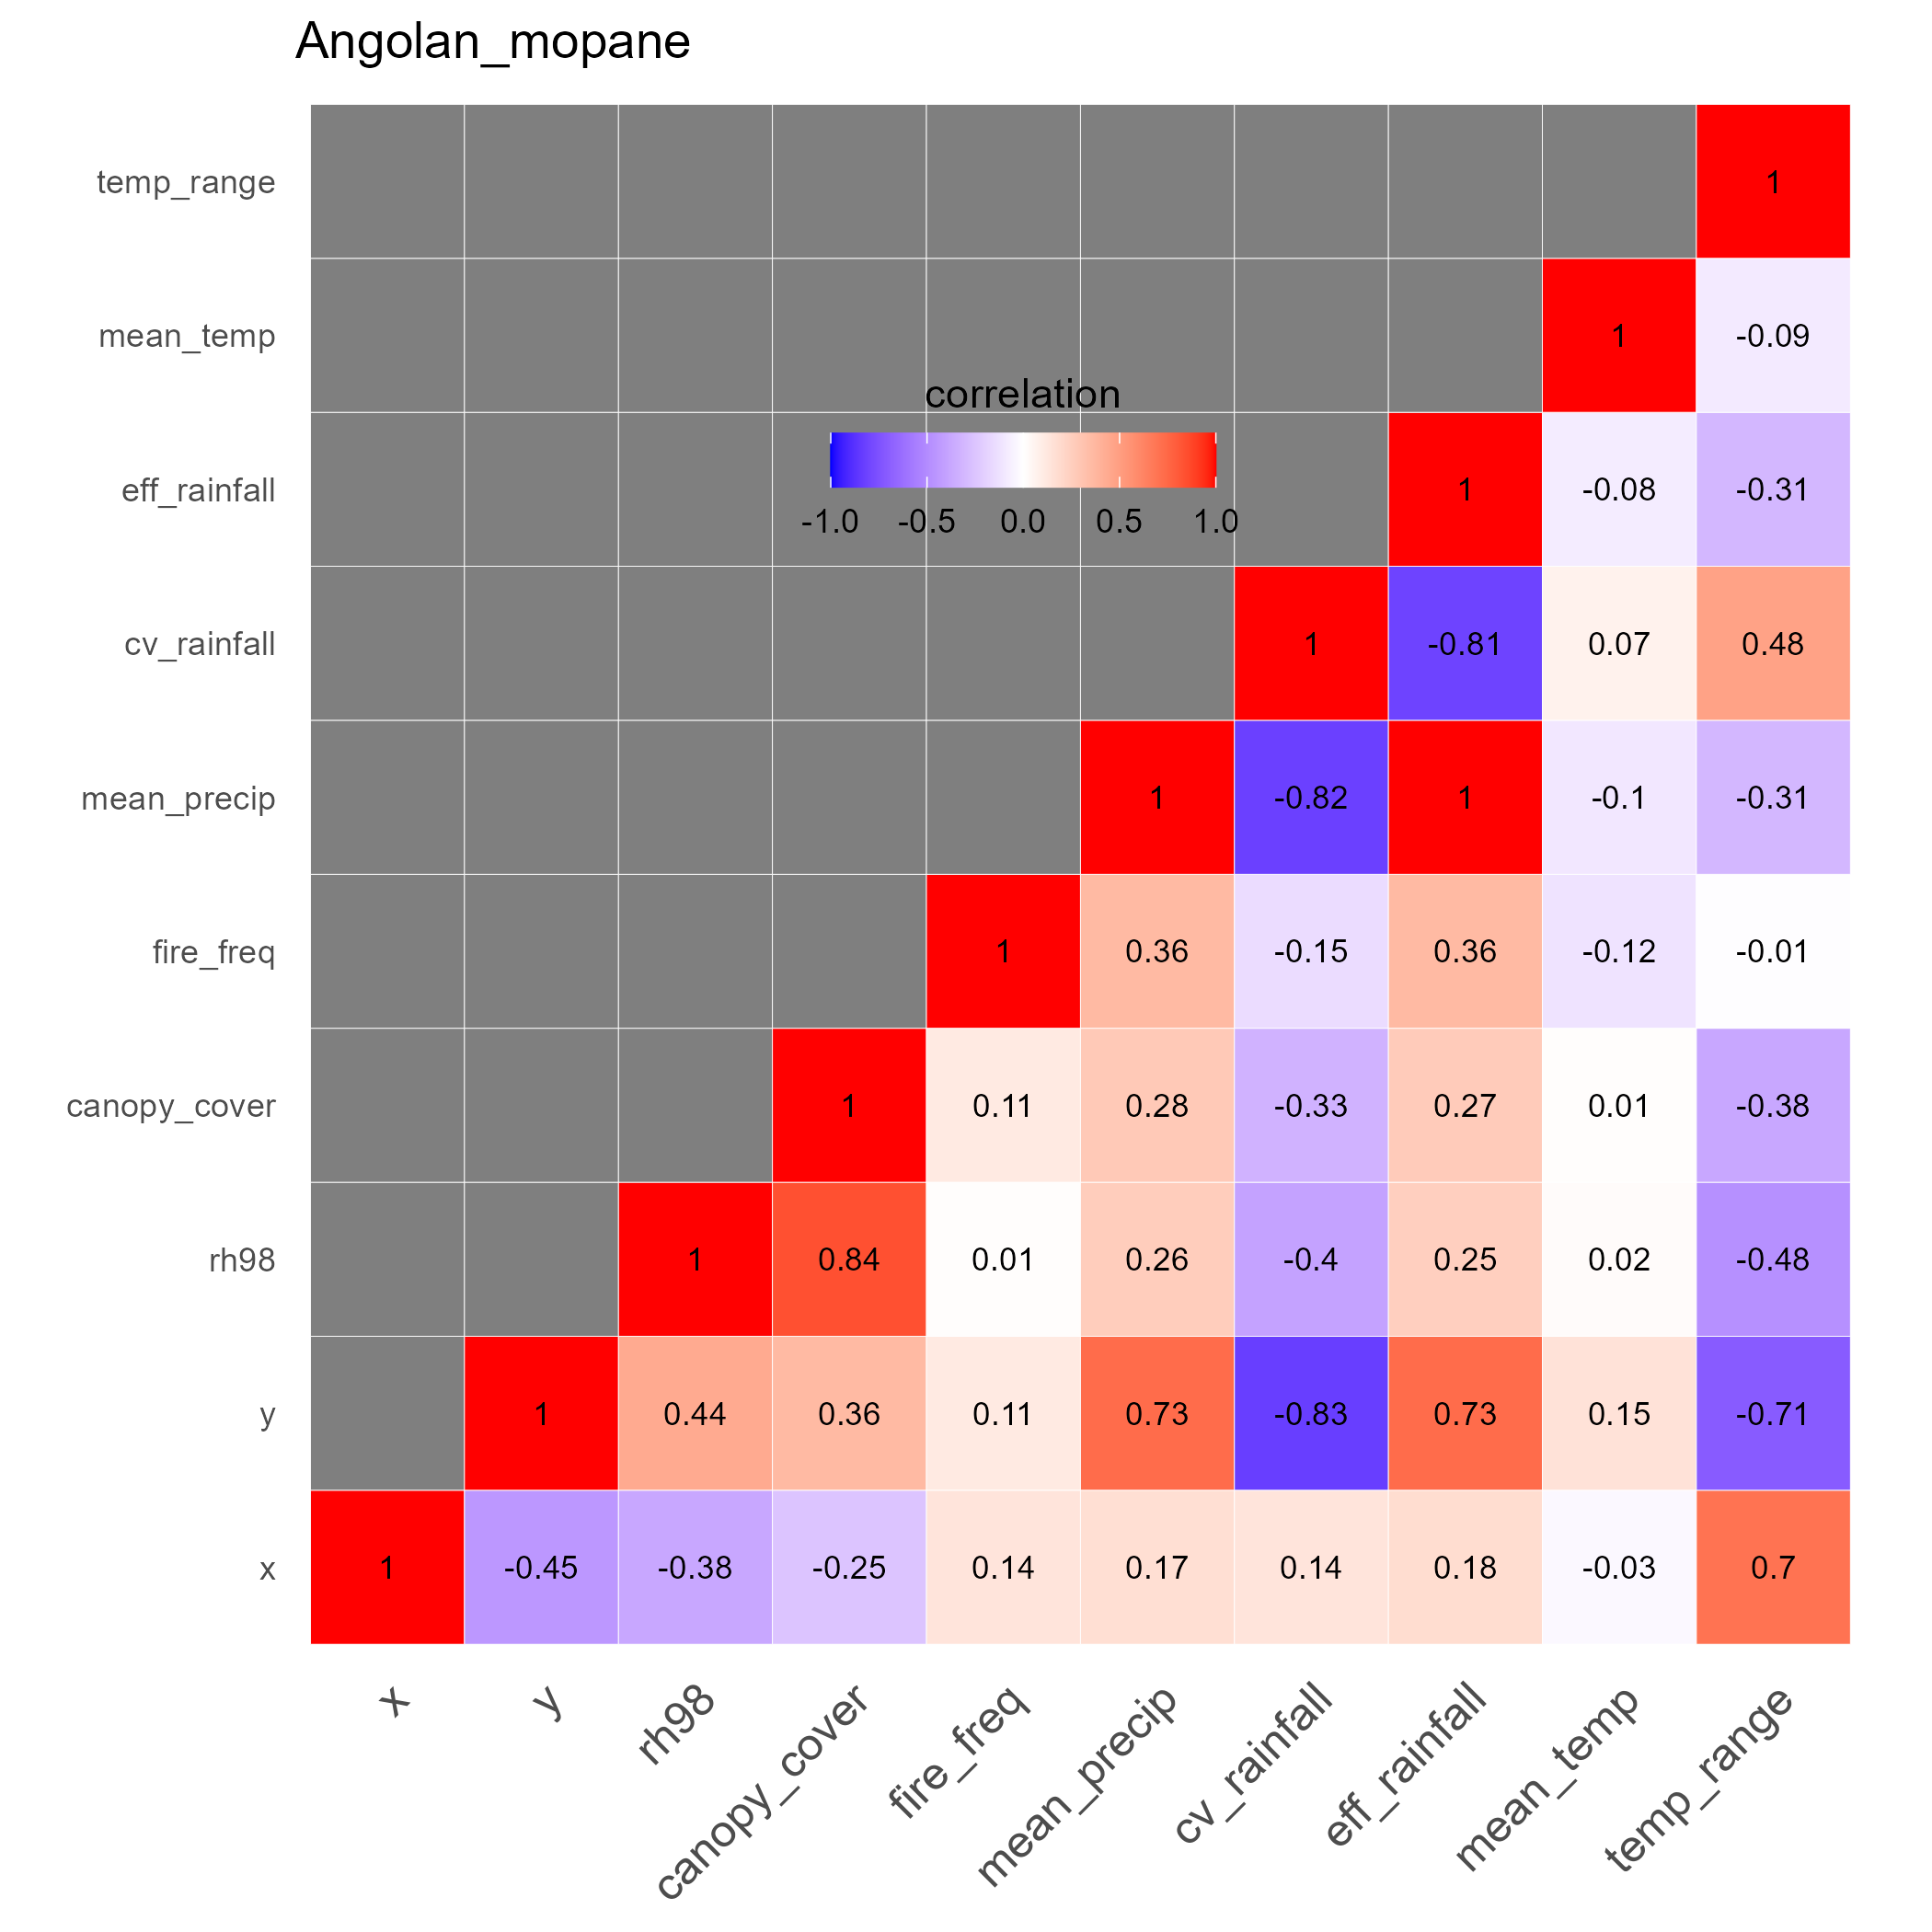 Angolan_mopane
temp_range 1
mean_temp 1 -0.09
correlation
-1.0 -0.5 0.0 0.5 1.0
eff_rainfall 1 -0.08 -0.31
cv_rainfall 1 -0.81 0.07 0.48
mean_precip 1 -0.82 1 -0.1 -0.31
fire_freq 1 0.36 -0.15 0.36 -0.12 -0.01
canopy_cover 1 0.11 0.28 -0.33 0.27 0.01 -0.38
rh98 1 0.84 0.01 0.26 -0.4 0.25 0.02 -0.48
y 1 0.44 0.36 0.11 0.73 -0.83 0.73 0.15 -0.71
x 1 -0.45 -0.38 -0.25 0.14 0.17 0.14 0.18 -0.03 0.7
x y rh98 canopy_cover fire_freq mean_precip cv_rainfall eff_rainfall mean_temp temp_range